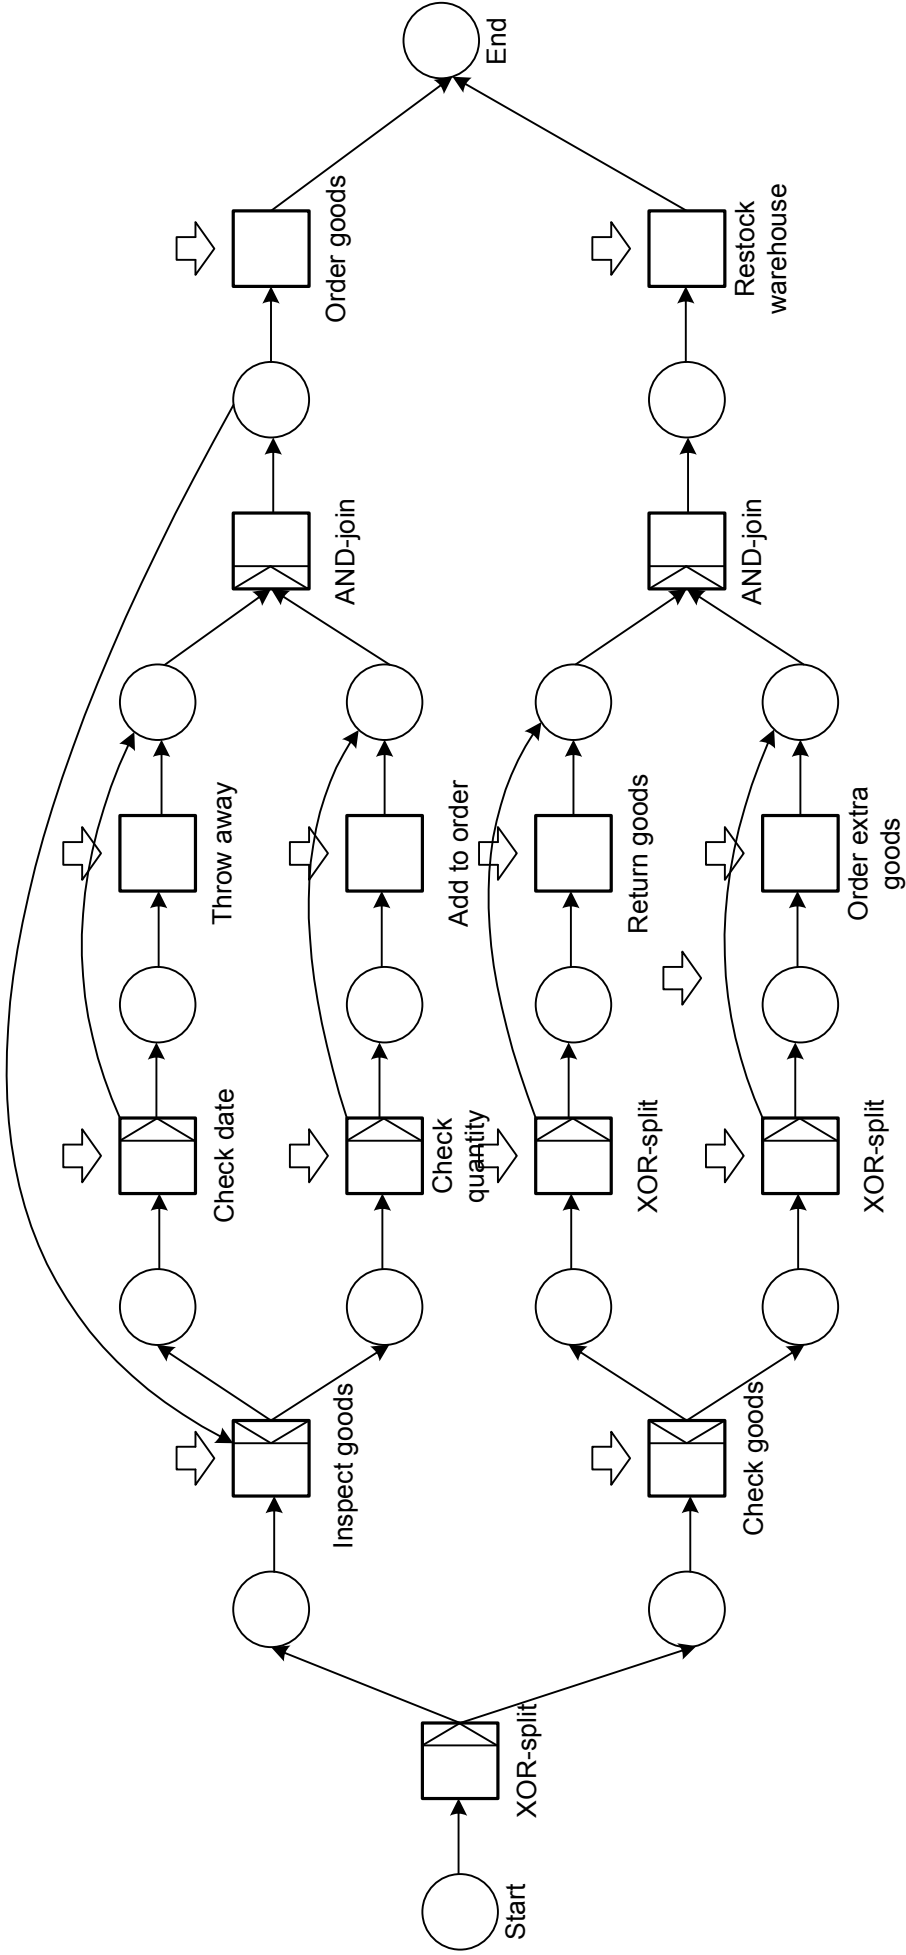 Start
XOR-split
Inspect goods
Check date
Throw away
Check
quantity
Add to order
AND-join
Order goods
Check goods
XOR-split
Return goods
XOR-split
Order extra
goods
AND-join
Restock
warehouse
End